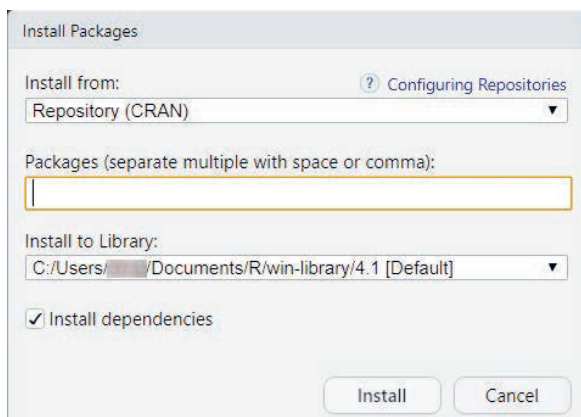 Install Packages
Install from:
? Configuring Repositories
Repository (CRAN)
Packages (separate multiple with space or comma):
Install to Library:
C:/Users/ /Documents/R/win-library/4.1 [Default]
Install dependencies
Install Cancel